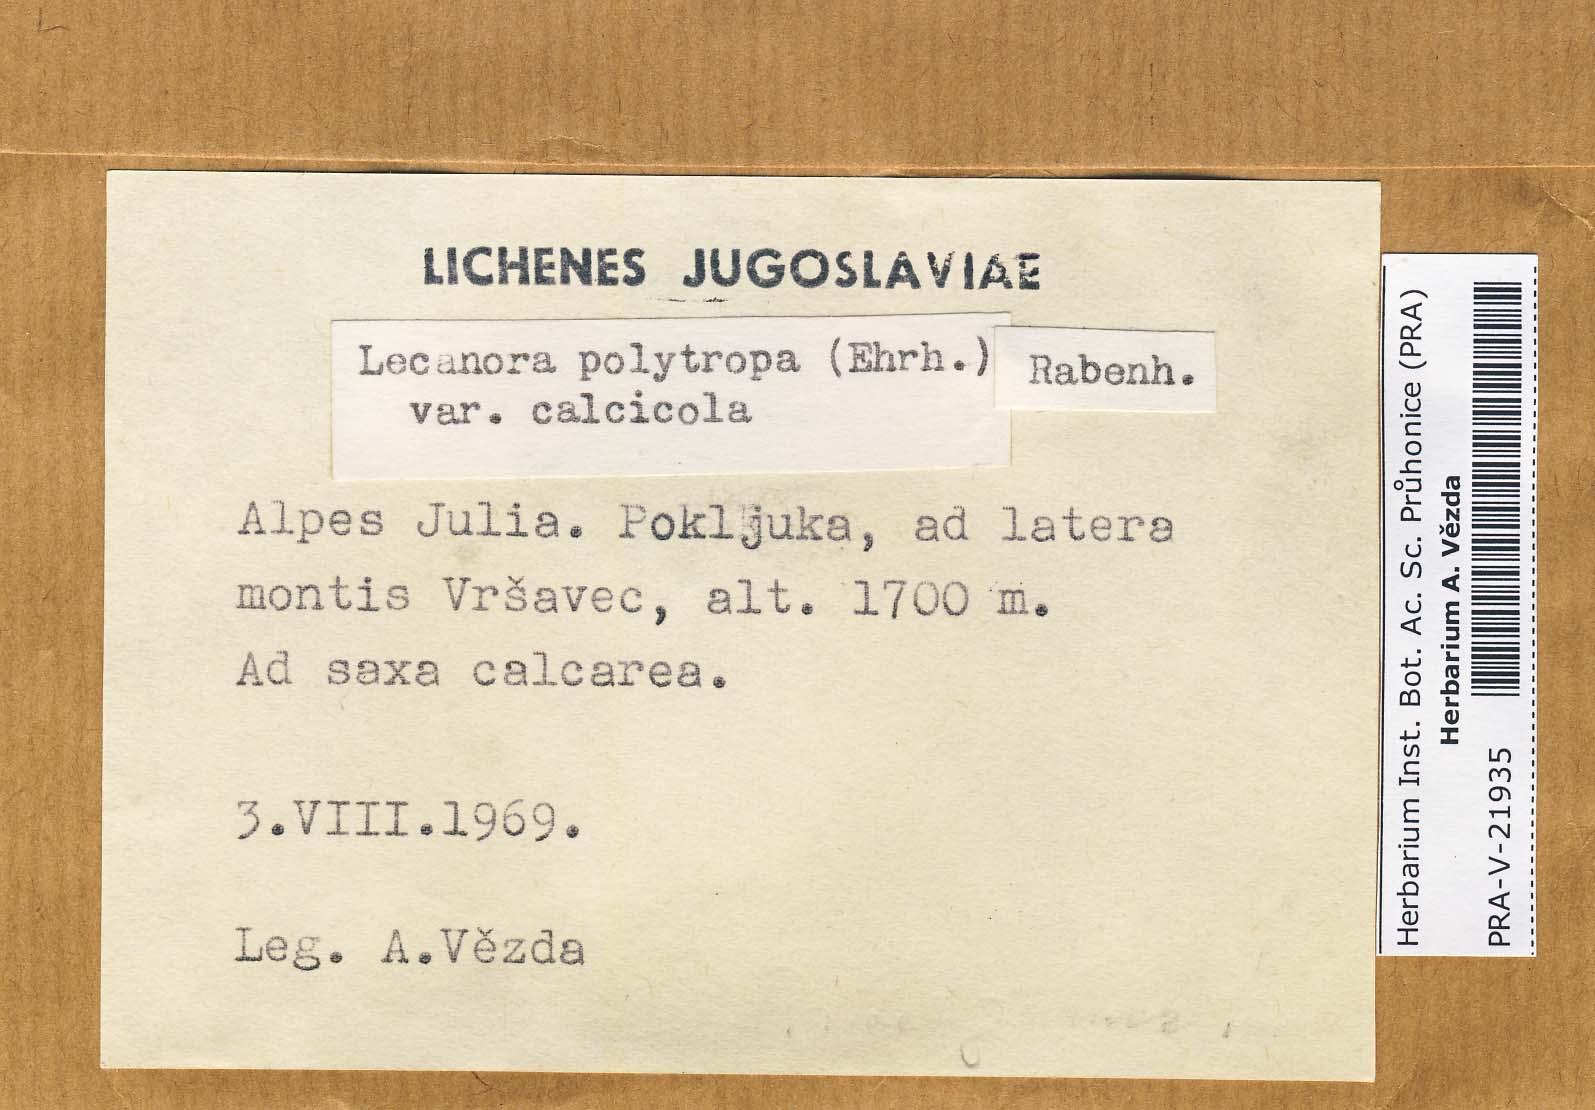 LICHENES JUGOSLAVIAE
Lecanora polytropa (Ehrh.) Rabenh.
var. calcicola
Alpes Julia. Pokljuka, ad latera
montis Vršavec, alt. 1700 m.
Ad saxa calcarea.
3.VIII.1969.
Leg. A.Vězda
Herbarium Inst. Bot. Ac. Sc. Průhonice (PRA)
Herbarium A. Vězda
PRA-V-21935